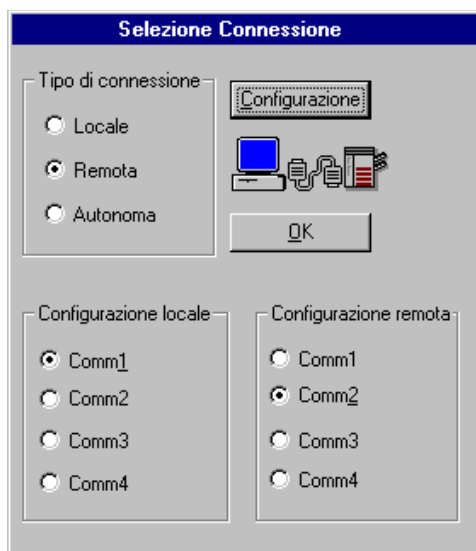 Selezione Connessione
Tipo di connessione
Locale
Remota
Autonoma
Configurazione
OK
Configurazione locale
Comm1
Comm2
Comm3
Comm4
Configurazione remota
Comm1
Comm2
Comm3
Comm4